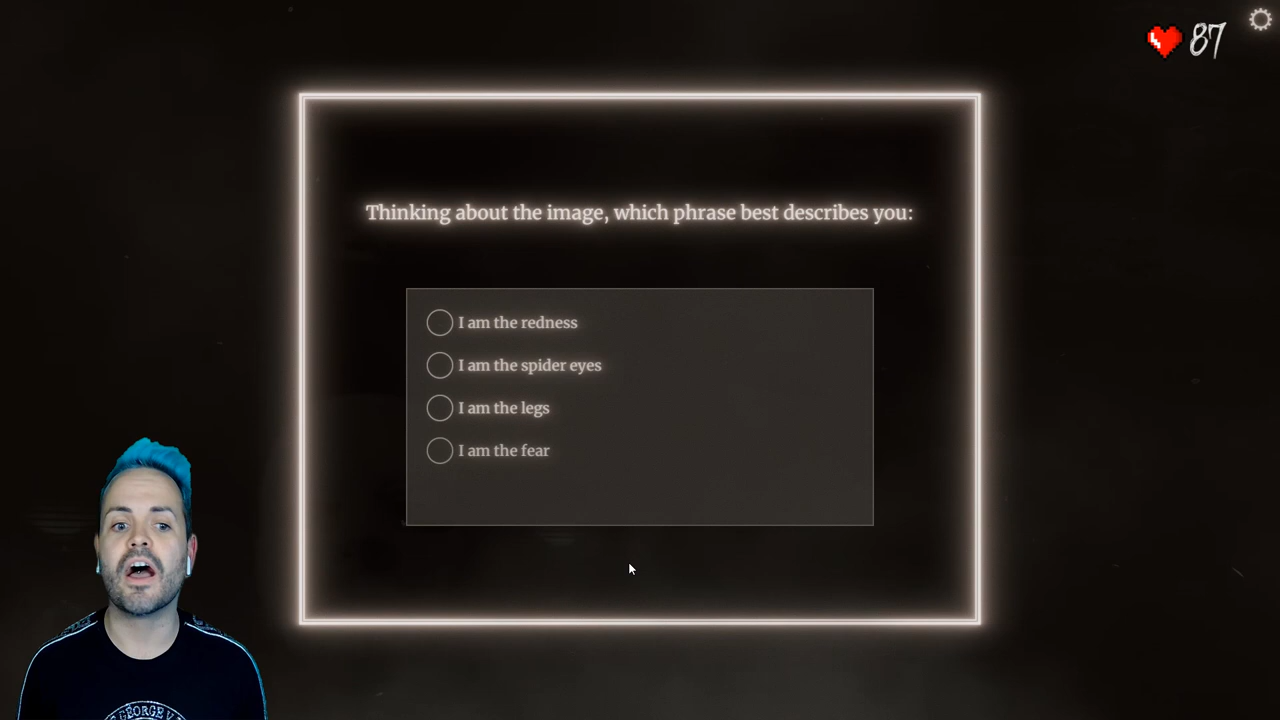 87
Thinking about the image, which phrase best describes you:
I am the redness
I am the spider eyes
I am the legs
I am the fear
GEORGE V